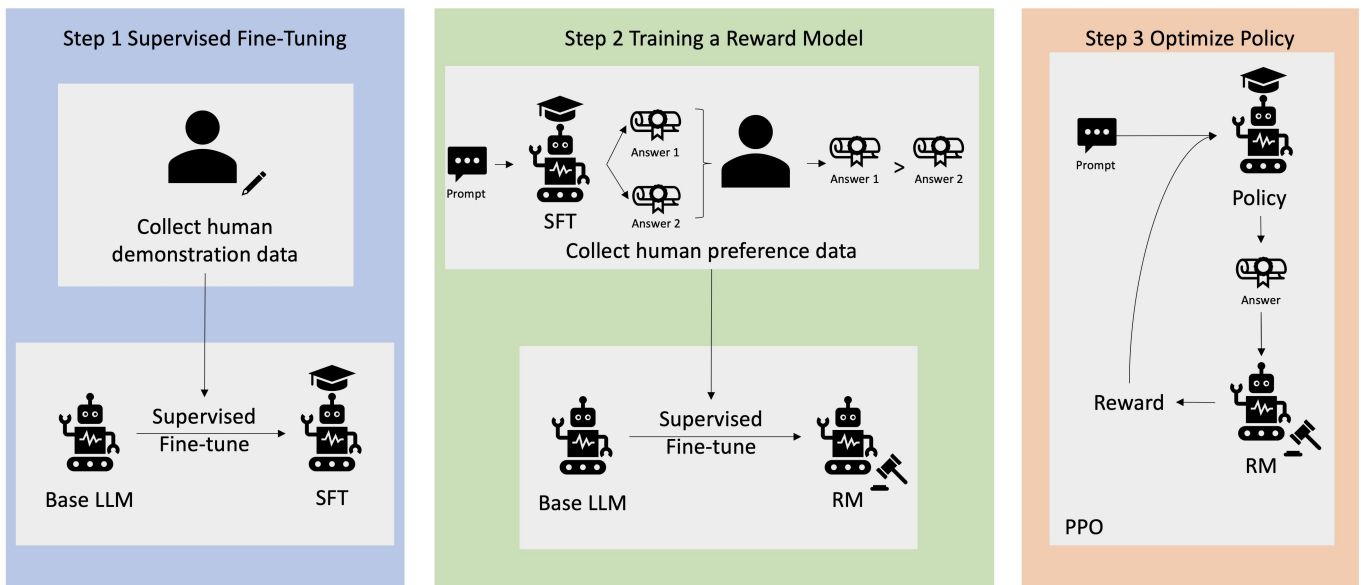 Step 1 Supervised Fine-Tuning
Collect human
demonstration data
Base LLM
Supervised
Fine-tune
SFT
Step 2 Training a Reward Model
Prompt
SFT
Answer 1
Answer 2
Answer 1
>
Answer 2
Collect human preference data
Base LLM
Supervised
Fine-tune
RM
Step 3 Optimize Policy
Prompt
Policy
Answer
Reward
RM
PPO